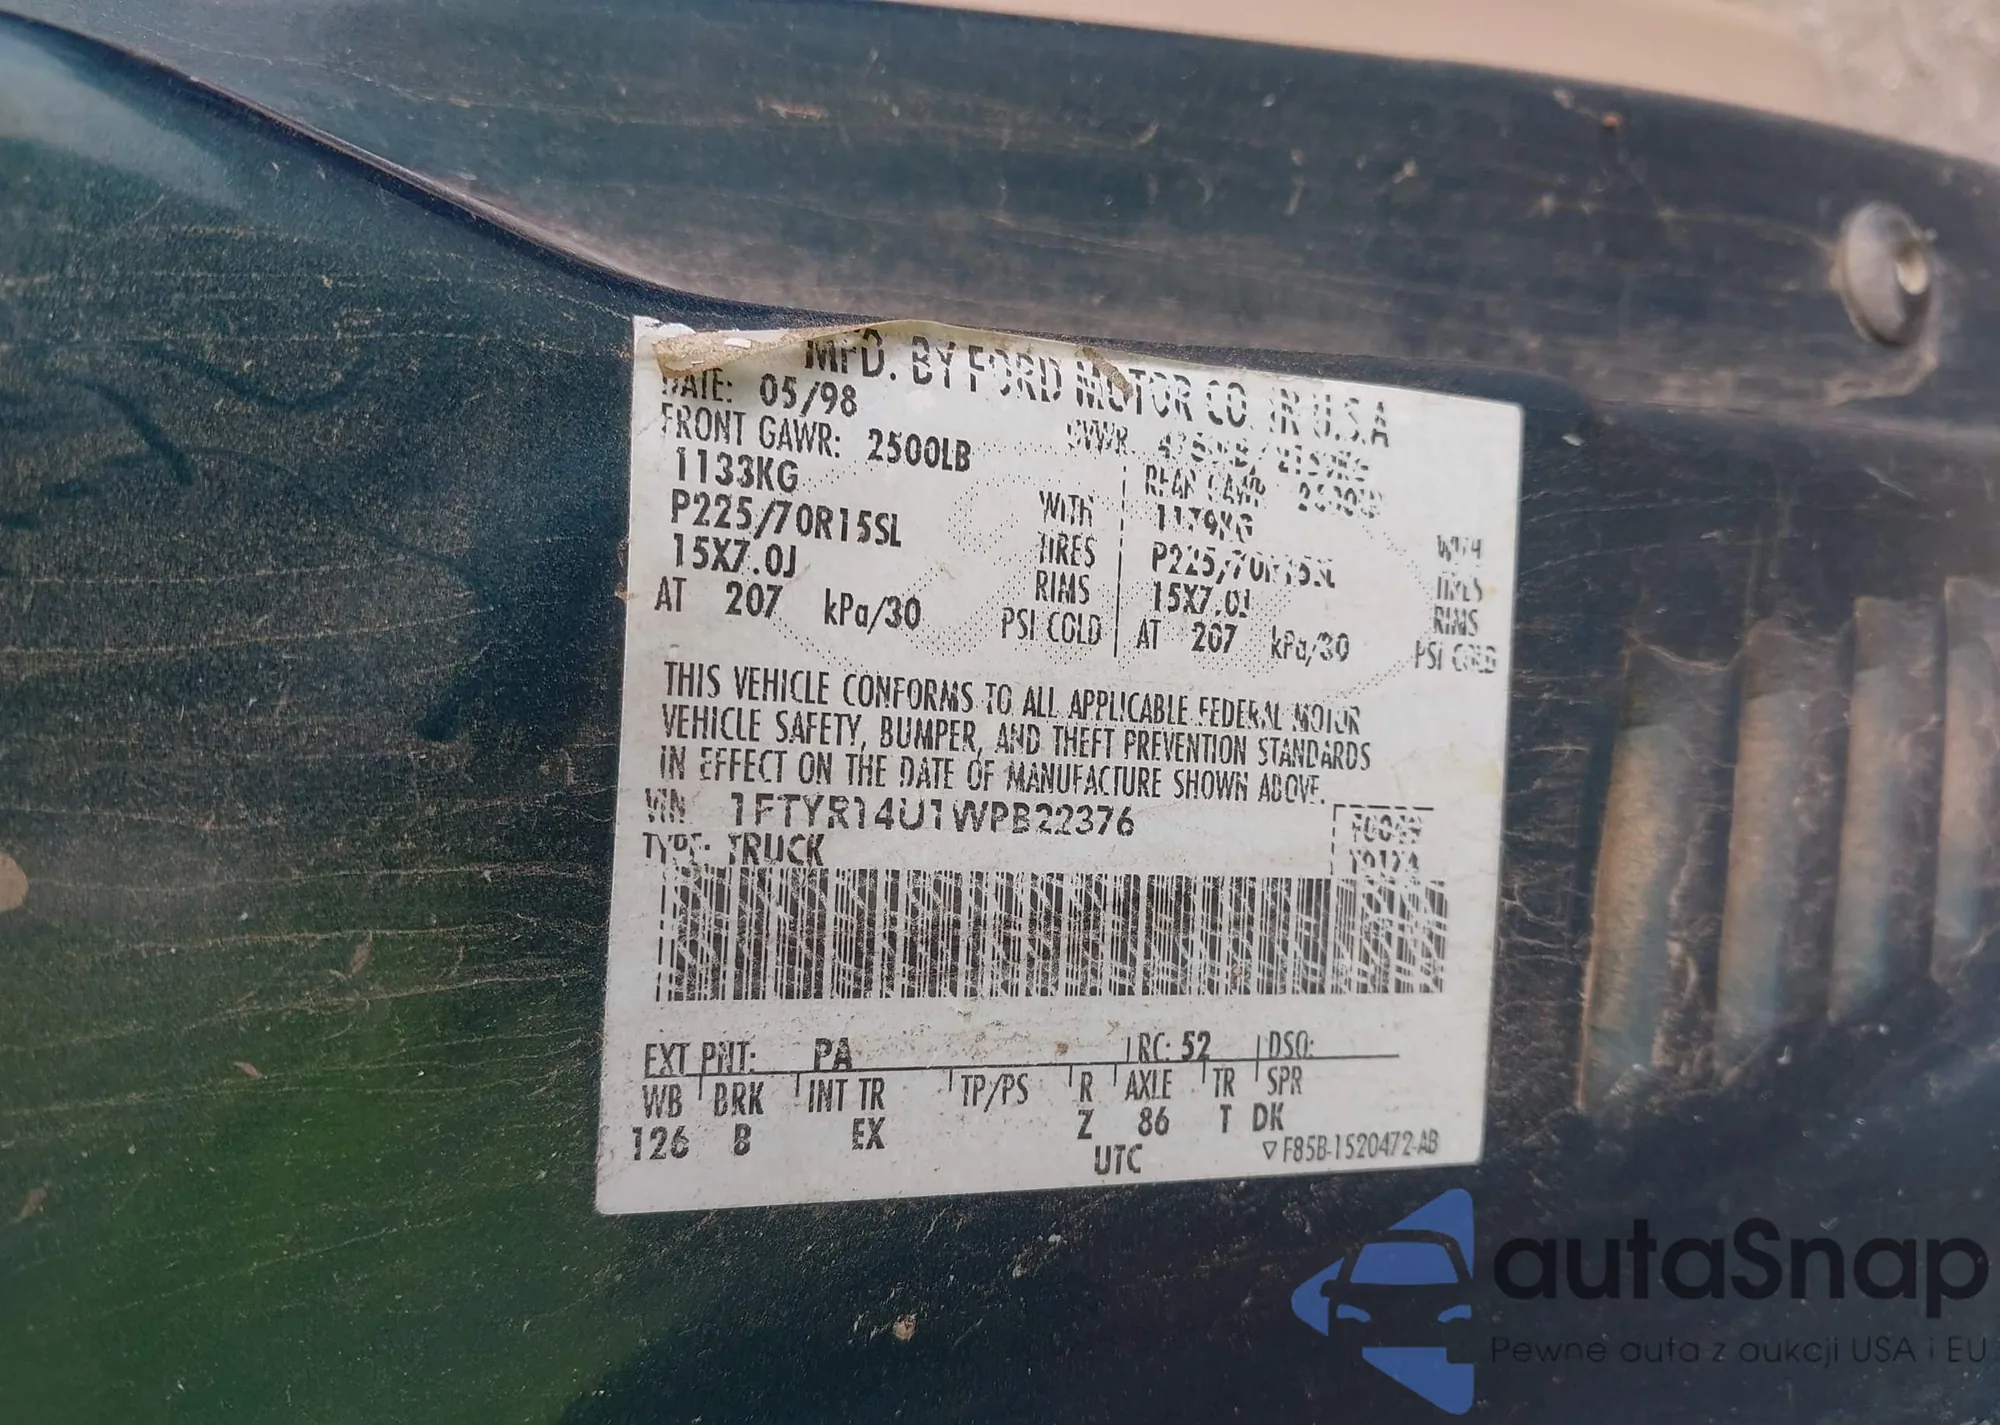 MFD. BY FORD MOTOR CO. IN U.S.A
DATE: 05/98 GVWR
FRONT GAWR: 2500LB REAR GAWR
1133KG WITH 1179KG WITH
P225/70R15SL TIRES P225/70R15SL TIRES
15X7.0J RIMS 15X7.0J RIMS
AT 207 kPa/30 PSI COLD AT 207 kPa/30 PSI COLD
THIS VEHICLE CONFORMS TO ALL APPLICABLE FEDERAL MOTOR
VEHICLE SAFETY, BUMPER, AND THEFT PREVENTION STANDARDS
IN EFFECT ON THE DATE OF MANUFACTURE SHOWN ABOVE.
VIN 1FTYR14U1WPB22376
TYPE: TRUCK
EXT PNT: PA RC: 52 DSO:
WB BRK INT TR TP/PS R AXLE TR SPR
126 B EX Z 86 T DK
UTC ▽ F85B-1520472-AB
autaSnap
Pewne auta z aukcji USA i EU